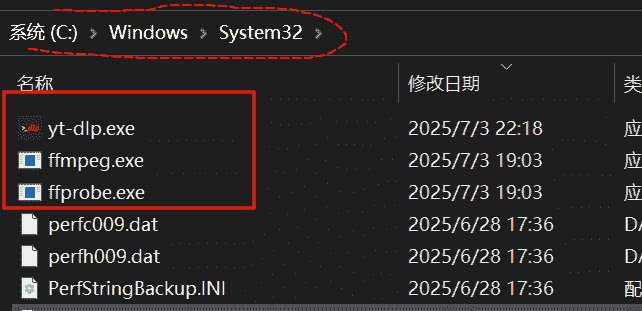 系统 (C:) > Windows > System32 >
名称 修改日期 类
yt-dlp.exe 2025/7/3 22:18 应
ffmpeg.exe 2025/7/3 19:03 应
ffprobe.exe 2025/7/3 19:03 应
perfc009.dat 2025/6/28 17:36 DA
perfh009.dat 2025/6/28 17:36 DA
PerfStringBackup.INI 2025/6/28 17:36 配